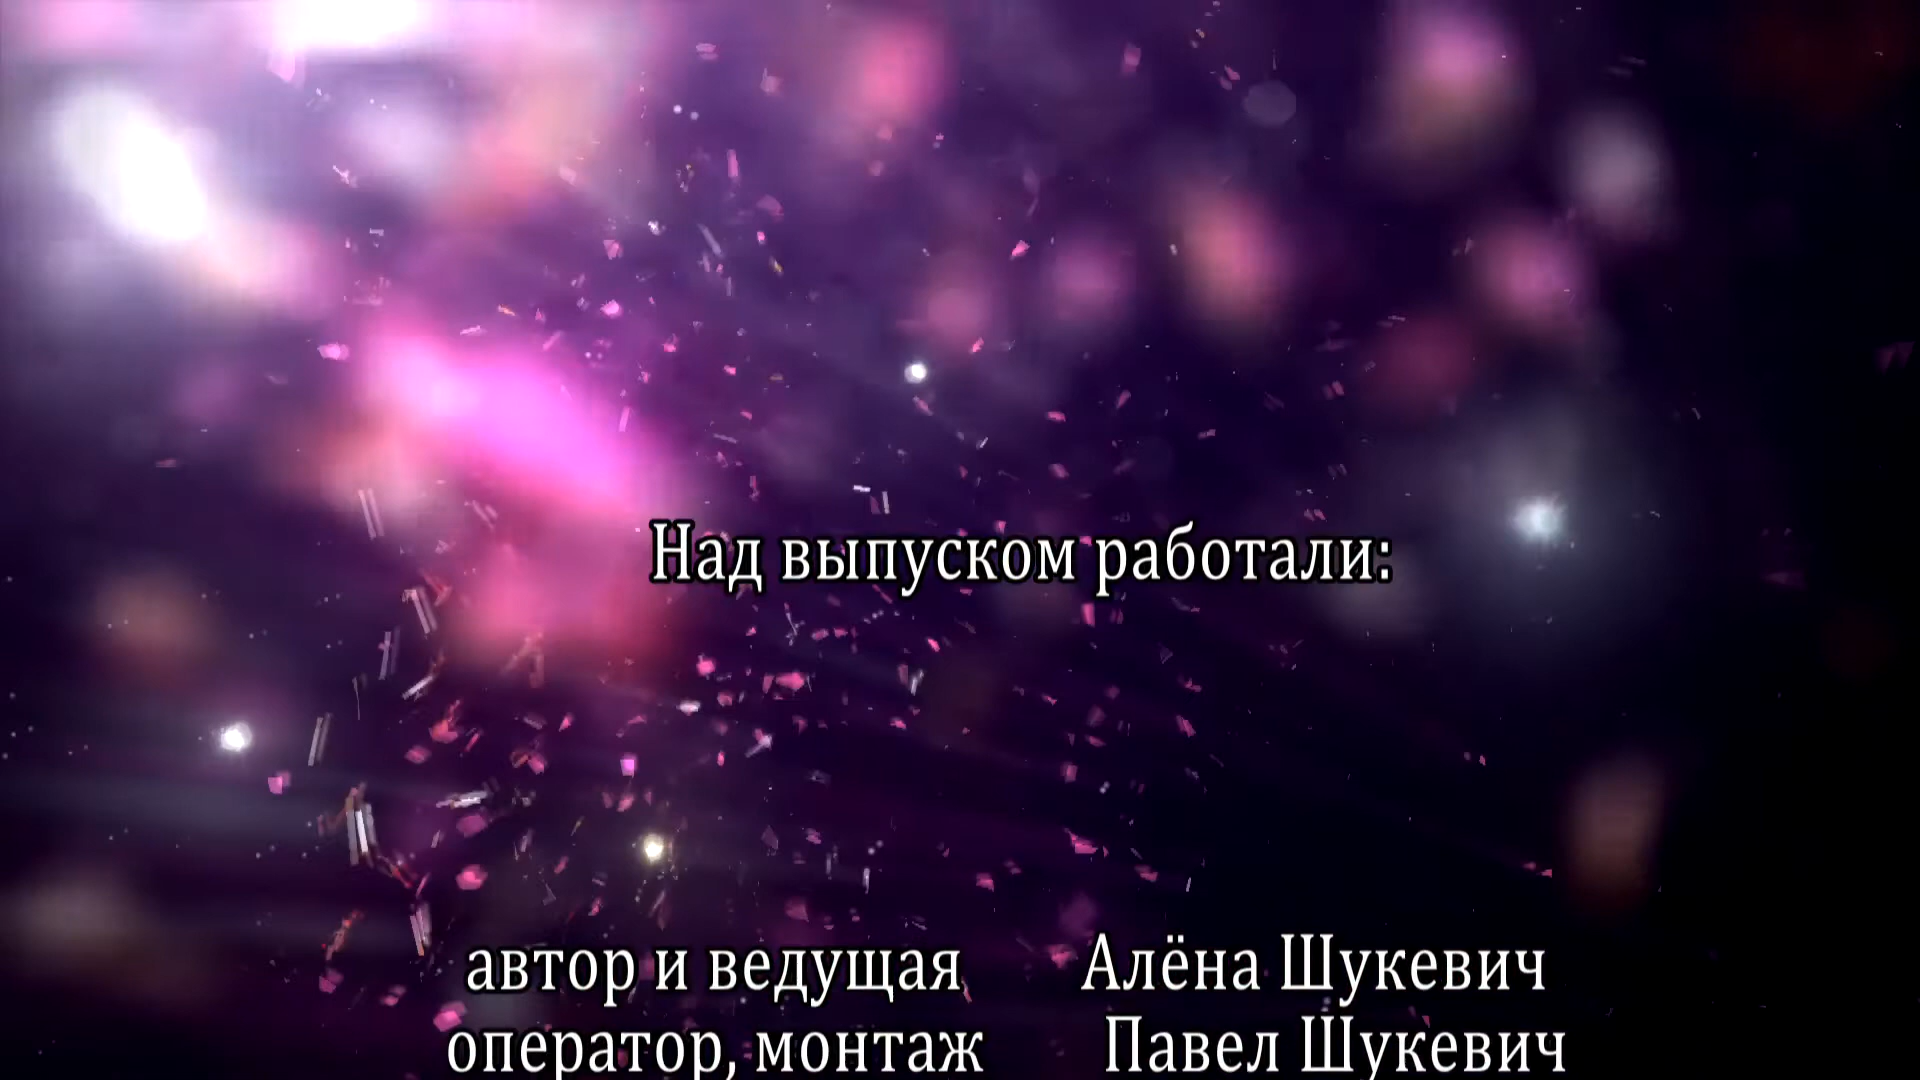 Над выпуском работали:
автор и ведущая Алёна Шукевич
оператор, монтаж Павел Шукевич